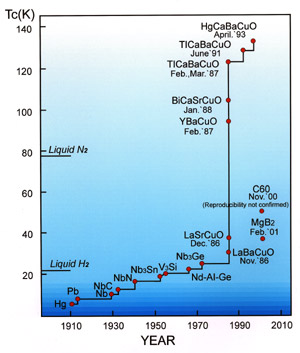 Tc(K)
HgCaBaCuO
April.'93
140
TlCaBaCuO
June'91
TlCaBaCuO
Feb.,Mar.'87
120
BiCaSrCuO
Jan.'88
100
YBaCuO
Feb.'87
Liquid N2
80
C60
Nov.'00
(Reproducibility not confirmed)
60
MgB2
Feb.'01
LaSrCuO
Dec.'86
40
Nb3Ge
LaBaCuO
Nov.'86
Liquid H2
Nb3Sn
V3Si
NbN
Nd-Al-Ge
20
NbC
Pb
Nb
Hg
1910
1930
1950
1970
1990
2010
YEAR